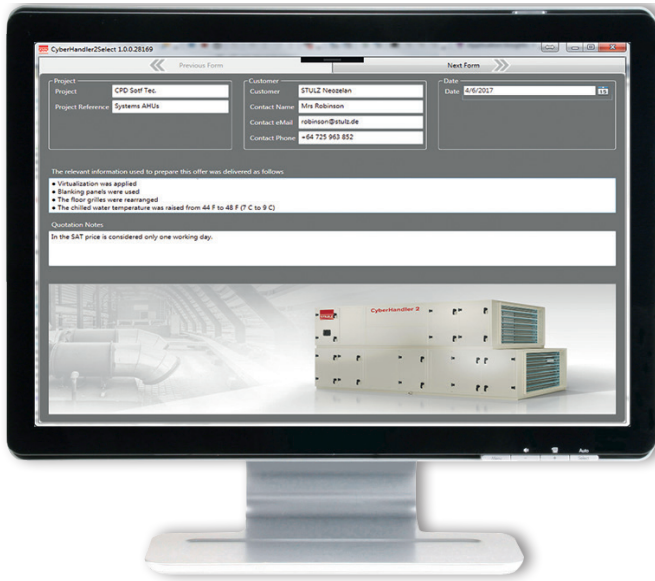 CyberHandler2Select 1.0.0.28169
Previous Form
Next Form
Project
Customer
Date
Project CPD Sotf Tec.
Customer STULZ Neozelan
Date 4/6/2017
15
Project Reference Systems AHUs
Contact Name Mrs Robinson
Contact eMail robinson@stulz.de
Contact Phone +64 725 963 852
The relevant information used to prepare this offer was delivered as follows
• Virtualization was applied
• Blanking panels were used
• The floor grilles were rearranged
• The chilled water temperature was raised from 44 F to 48 F (7 C to 9 C)
Quotation Notes
In the SAT price is considered only one working day.
CyberHandler 2
STULZ
Auto